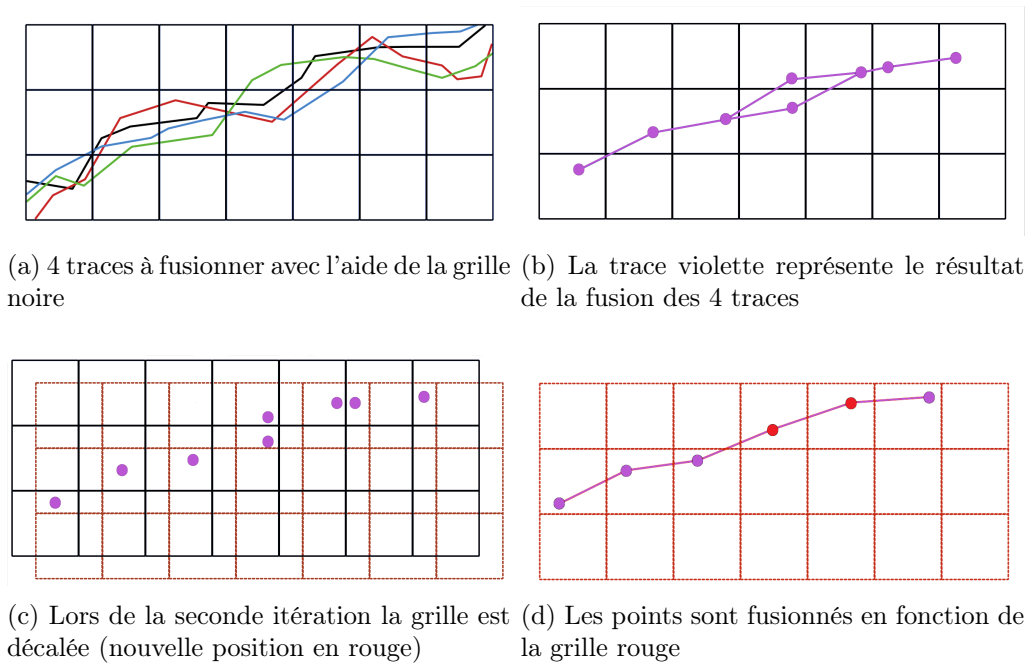 (a) 4 traces à fusionner avec l'aide de la grille
noire
(b) La trace violette représente le résultat
de la fusion des 4 traces
(c) Lors de la seconde itération la grille est
décalée (nouvelle position en rouge)
(d) Les points sont fusionnés en fonction de
la grille rouge